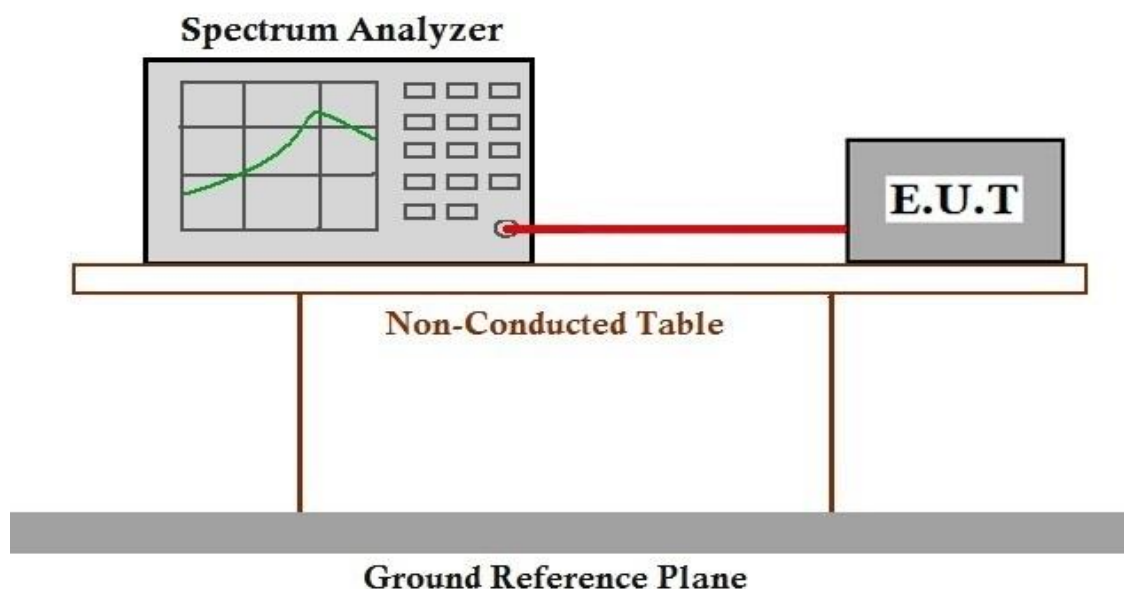 Spectrum Analyzer
E.U.T
Non-Conducted Table
Ground Reference Plane